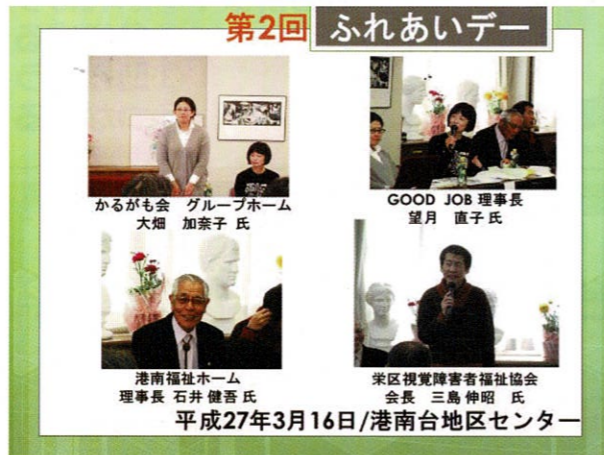 第2回 ふれあいデー
かるがも会　グループホーム
大畑　加奈子 氏
GOOD JOB 理事長
望月　直子 氏
港南福祉ホーム
理事長 石井 健吾 氏
栄区視覚障害者福祉協会
会長　三島 伸昭　氏
平成27年3月16日/港南台地区センター